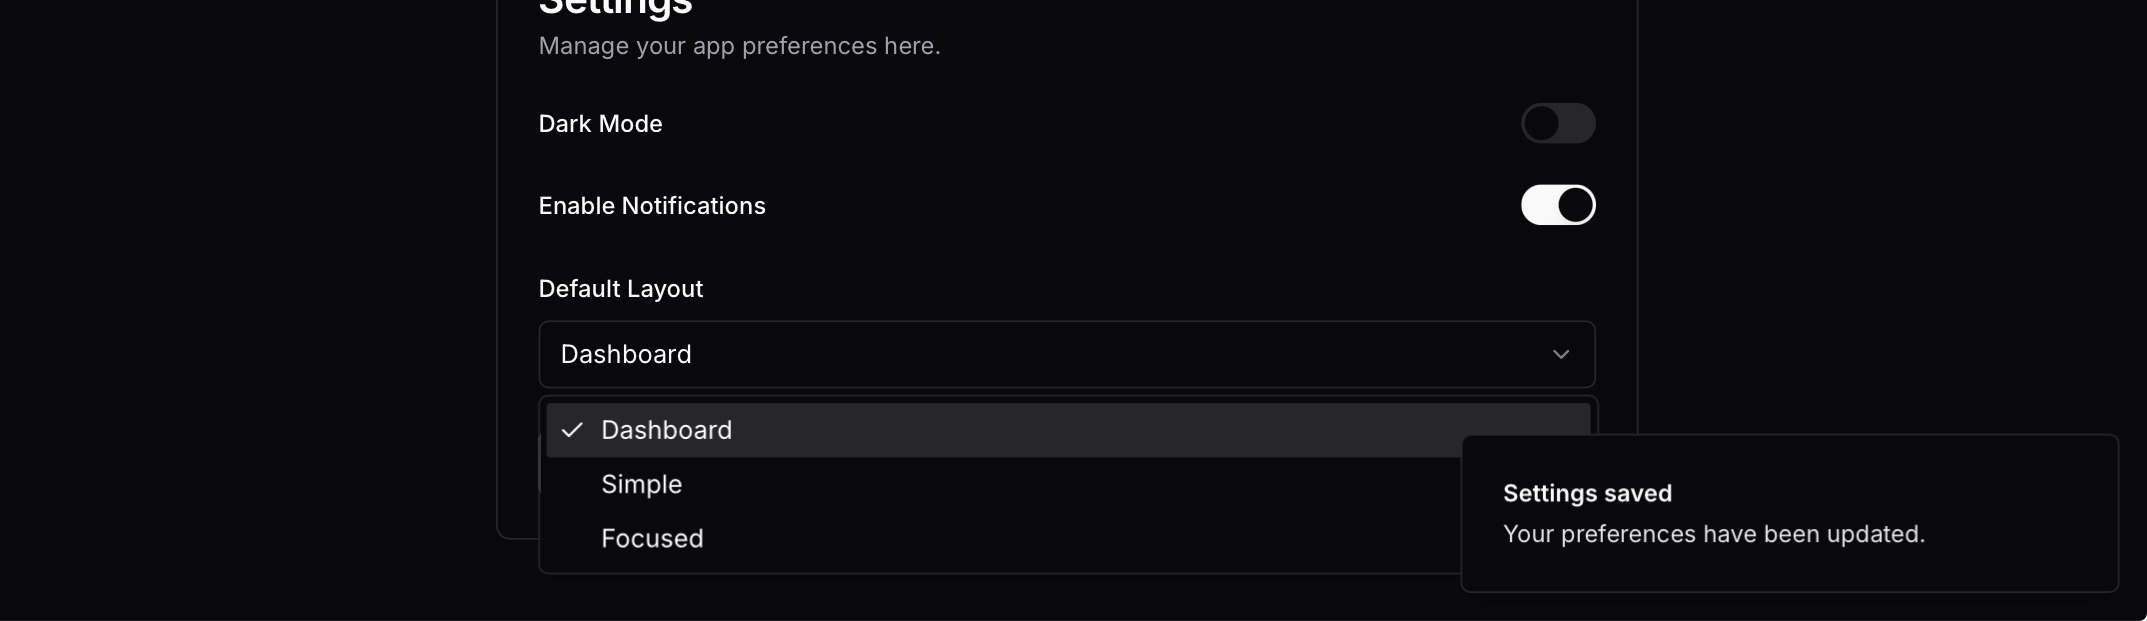 Settings
Manage your app preferences here.
Dark Mode
Enable Notifications
Default Layout
Dashboard
Dashboard
Simple
Focused
Settings saved
Your preferences have been updated.